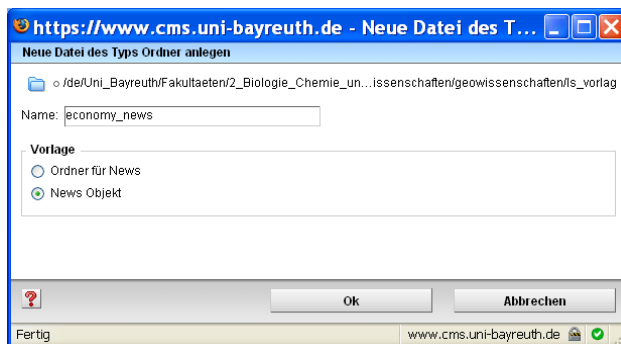 https://www.cms.uni-bayreuth.de - Neue Datei des T...
Neue Datei des Typs Ordner anlegen
/de/Uni_Bayreuth/Fakultaeten/2_Biologie_Chemie_un...issenschaften/geowissenschaften/ls_vorlag
Name: economy_news
Vorlage
Ordner für News
News Objekt
?
Ok
Abbrechen
Fertig
www.cms.uni-bayreuth.de